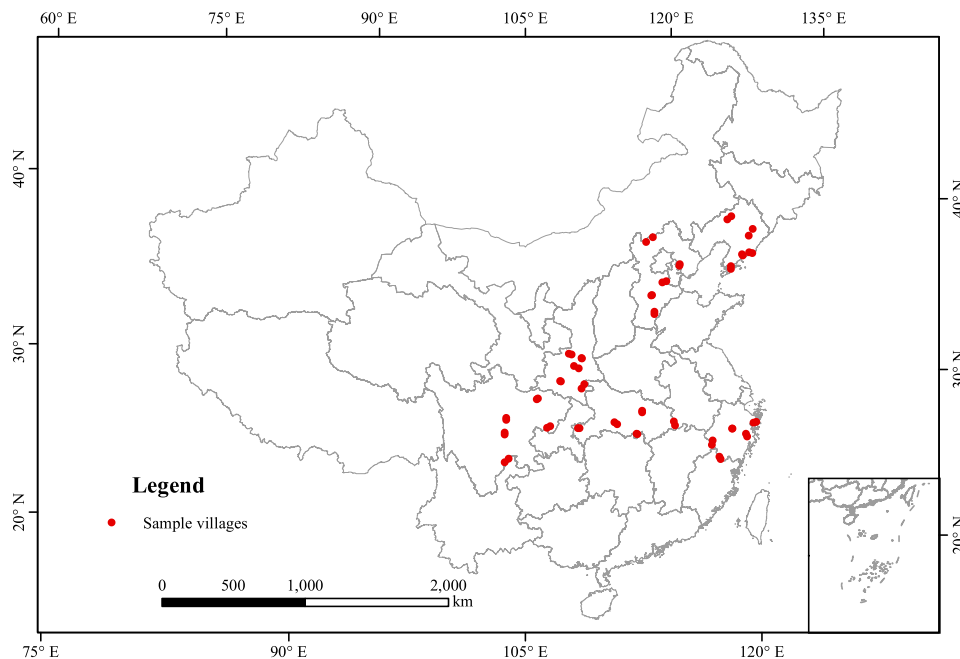 60° E 75° E 90° E 105° E 120° E 135° E
40° N
40° N
30° N
30° N
20° N
20° N
Legend
Sample villages
0 500 1,000 2,000
km
75° E 90° E 105° E 120° E